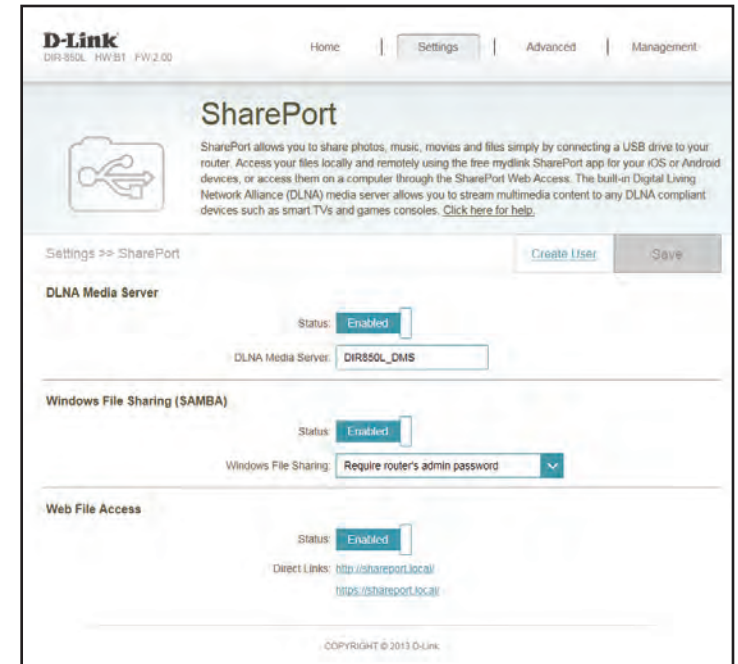 D-Link
DIR-850L HW:B1 FW:2.00
Home | Settings | Advanced | Management
SharePort
SharePort allows you to share photos, music, movies and files simply by connecting a USB drive to your
router. Access your files locally and remotely using the free mydlink SharePort app for your iOS or Android
devices, or access them on a computer through the SharePort Web Access. The built-in Digital Living
Network Alliance (DLNA) media server allows you to stream multimedia content to any DLNA compliant
devices such as smart TVs and games consoles. Click here for help.
Settings >> SharePort
Create User
Save
DLNA Media Server
Status: Enabled
DLNA Media Server: DIR850L_DMS
Windows File Sharing (SAMBA)
Status: Enabled
Windows File Sharing: Require router's admin password
Web File Access
Status: Enabled
Direct Links: http://shareport.local/
https://shareport.local/
COPYRIGHT © 2013 D-Link